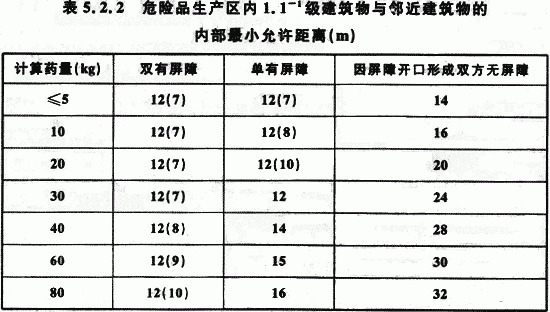 表 5.2.2 危险品生产区内 1.1⁻¹级建筑物与邻近建筑物的
内部最小允许距离(m)
计算药量(kg) 双有屏障 单有屏障 因屏障开口形成双方无屏障
≤5 12(7) 12(7) 14
10 12(7) 12(8) 16
20 12(7) 12(10) 20
30 12(7) 12 24
40 12(8) 14 28
60 12(9) 15 30
80 12(10) 16 32